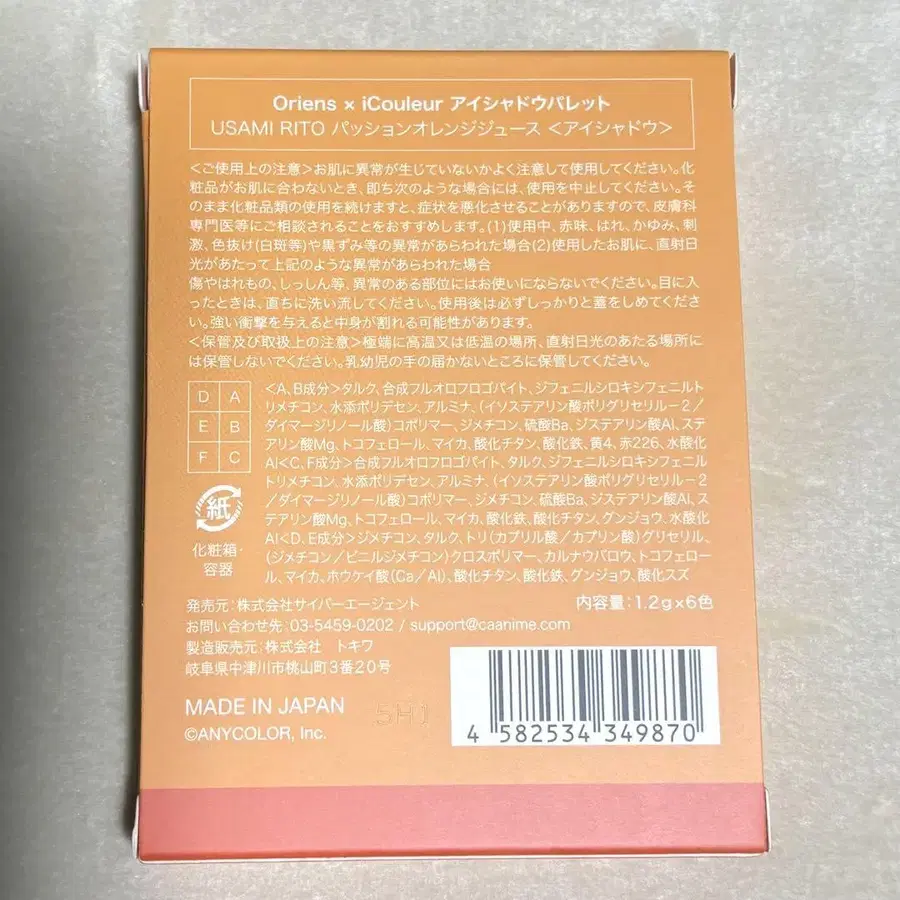 Oriens × iCouleur アイシャドウパレット
USAMI RITO パッションオレンジジュース <アイシャドウ>
<ご使用上の注意>お肌に異常が生じていないかよく注意して使用してください。化
粧品がお肌に合わないとき、即ち次のような場合には、使用を中止してください。そ
のまま化粧品類の使用を続けますと、症状を悪化させることがありますので、皮膚科
専門医等にご相談されることをおすすめします。(1)使用中、赤味、はれ、かゆみ、刺
激、色抜け(白斑等)や黒ずみ等の異常があらわれた場合(2)使用したお肌に、直射日
光があたって上記のような異常があらわれた場合
傷やはれもの、しっしん等、異常のある部位にはお使いにならないでください。目に入
ったときは、直ちに洗い流してください。使用後は必ずしっかりと蓋をしめてくださ
い。強い衝撃を与えると中身が割れる可能性があります。
<保管及び取扱上の注意>極端に高温又は低温の場所、直射日光のあたる場所に
は保管しないでください。乳幼児の手の届かないところに保管してください。
D A
E B
F C
紙
化粧箱・
容器
<A、B成分>タルク、合成フルオロフロゴパイト、ジフェニルシロキシフェニルト
リメチコン、水添ポリデセン、アルミナ、(イソステアリン酸ポリグリセリル－2/
ダイマージリノール酸)コポリマー、ジメチコン、硫酸Ba、ジステアリン酸Al、ステ
アリン酸Mg、トコフェロール、マイカ、酸化チタン、酸化鉄、黄4、赤226、水酸化
Al<C、F成分>合成フルオロフロゴパイト、タルク、ジフェニルシロキシフェニル
トリメチコン、水添ポリデセン、アルミナ、(イソステアリン酸ポリグリセリル－2
/ダイマージリノール酸)コポリマー、ジメチコン、硫酸Ba、ジステアリン酸Al、ス
テアリン酸Mg、トコフェロール、マイカ、酸化鉄、酸化チタン、グンジョウ、水酸化
Al<D、E成分>ジメチコン、タルク、トリ(カプリル酸/カプリン酸)グリセリル、
(ジメチコン/ビニルジメチコン)クロスポリマー、カルナウバロウ、トコフェロー
ル、マイカ、ホウケイ酸(Ca/Al)、酸化チタン、酸化鉄、グンジョウ、酸化スズ
発売元:株式会社サイバーエージェント
内容量:1.2g×6色
お問い合わせ先:03-5459-0202 / support@caanime.com
製造販売元:株式会社 トキワ
岐阜県中津川市桃山町3番20号
MADE IN JAPAN
5H1
©ANYCOLOR, Inc.
4 582534 349870